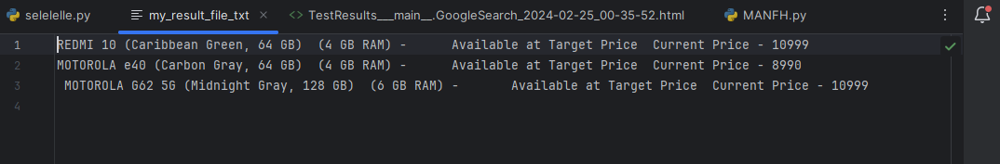 selelelle.py my_result_file_txt TestResults___main__.GoogleSearch_2024-02-25_00-35-52.html MANFH.py
1 REDMI 10 (Caribbean Green, 64 GB)  (4 GB RAM) -      Available at Target Price  Current Price - 10999
2 MOTOROLA e40 (Carbon Gray, 64 GB)  (4 GB RAM) -      Available at Target Price  Current Price - 8990
3  MOTOROLA G62 5G (Midnight Gray, 128 GB)  (6 GB RAM) -       Available at Target Price  Current Price - 10999
4